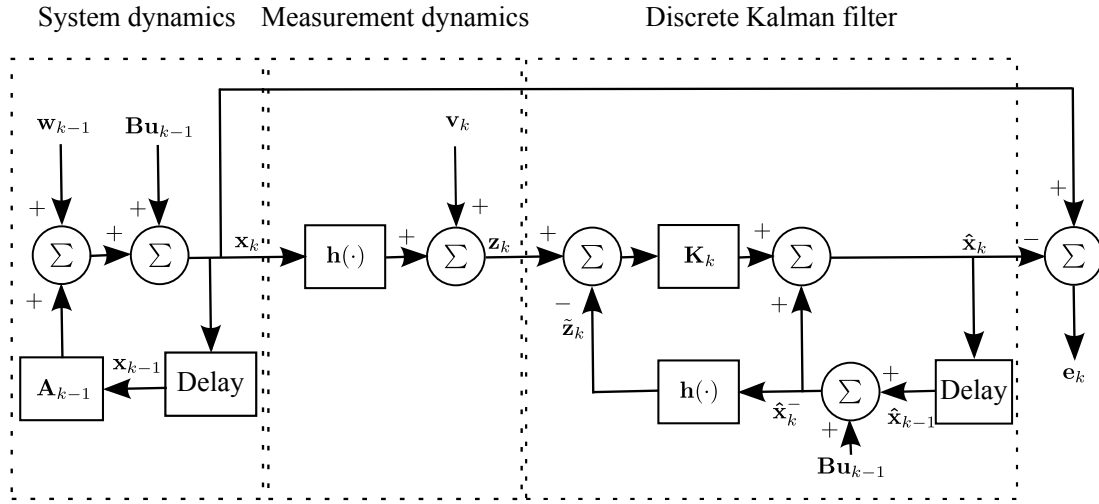 System dynamics
Measurement dynamics
Discrete Kalman filter
w_{k−1}
Bu_{k−1}
v_k
+
+
+
+
+
+
+
+
+
−
Σ
Σ
x_k
h(·)
Σ
z_k
Σ
K_k
Σ
x̂_k
Σ
+
−
z̃_k
+
A_{k−1}
x_{k−1}
Delay
h(·)
x̂_k^−
Σ
+
x̂_{k−1}
Delay
e_k
+
Bu_{k−1}